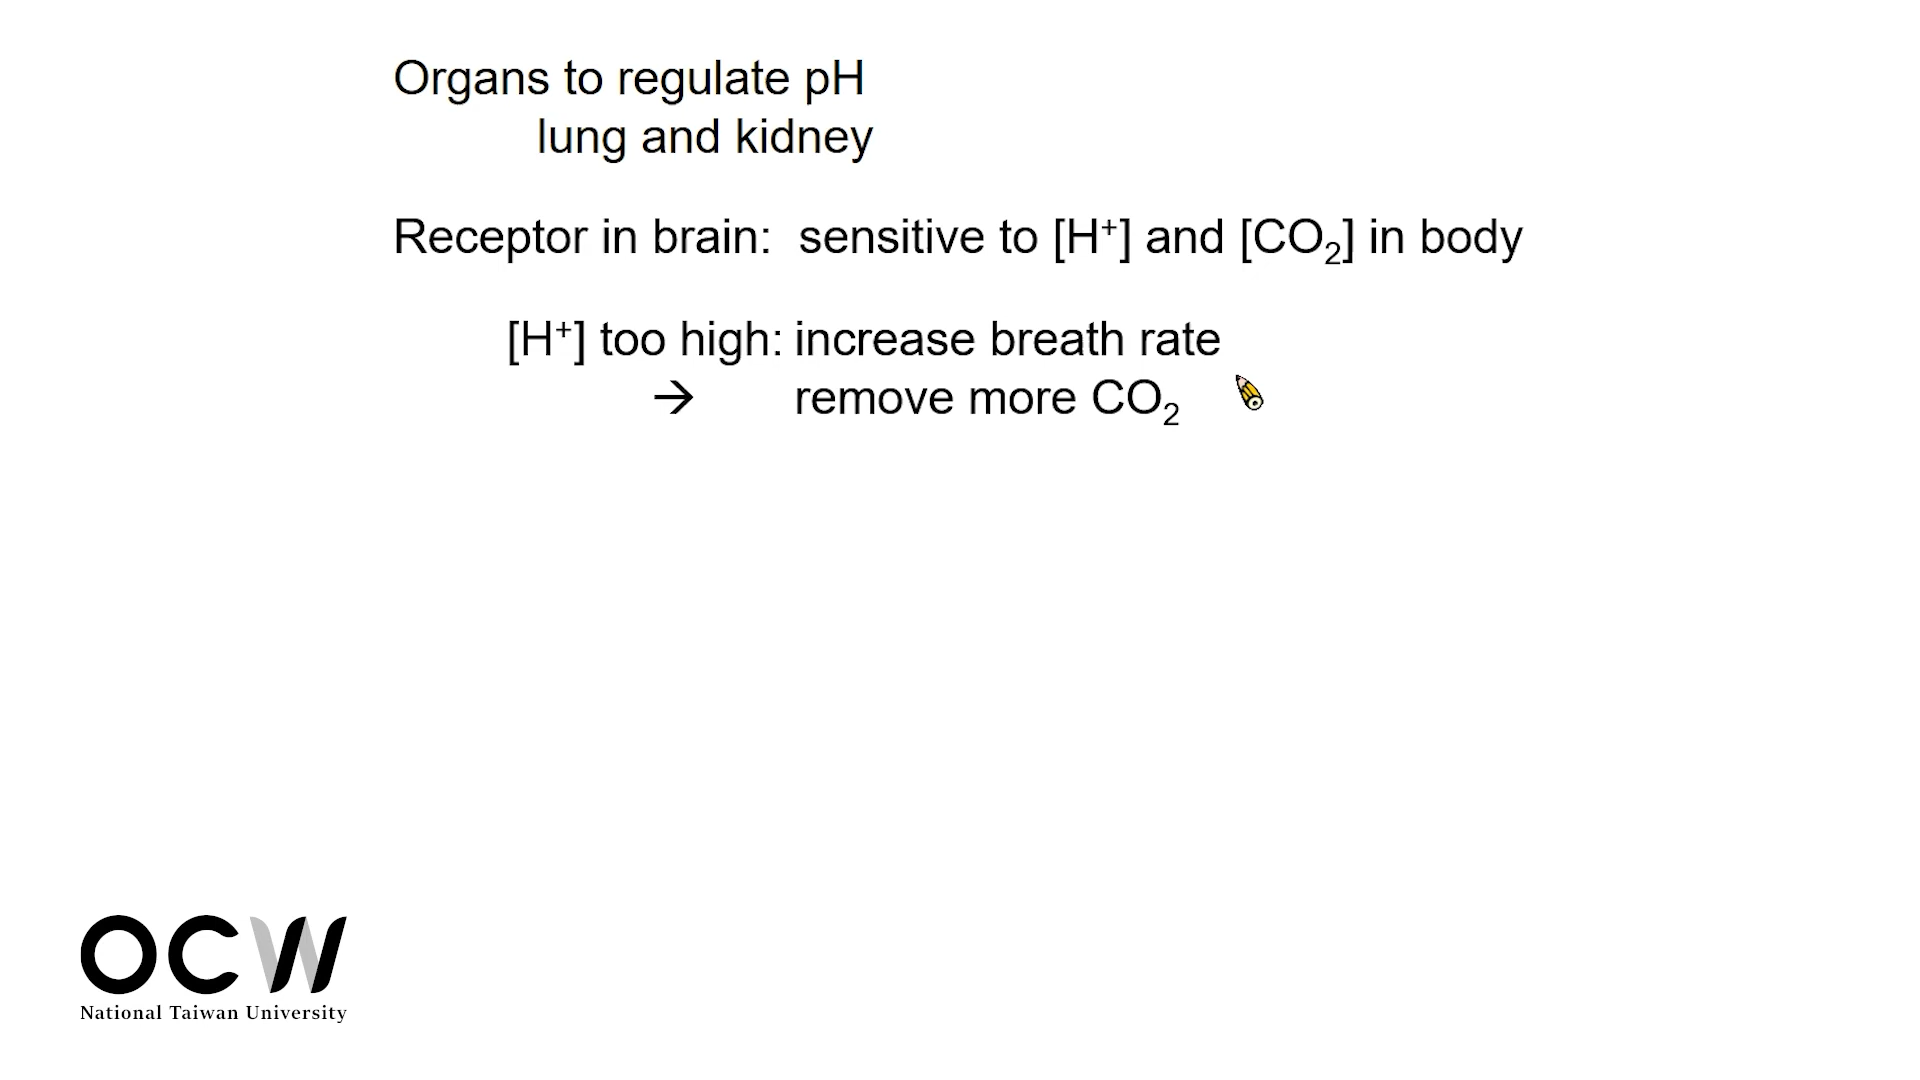 Organs to regulate pH
lung and kidney
Receptor in brain: sensitive to [H⁺] and [CO₂] in body
[H⁺] too high: increase breath rate
→ remove more CO₂
OCW
National Taiwan University